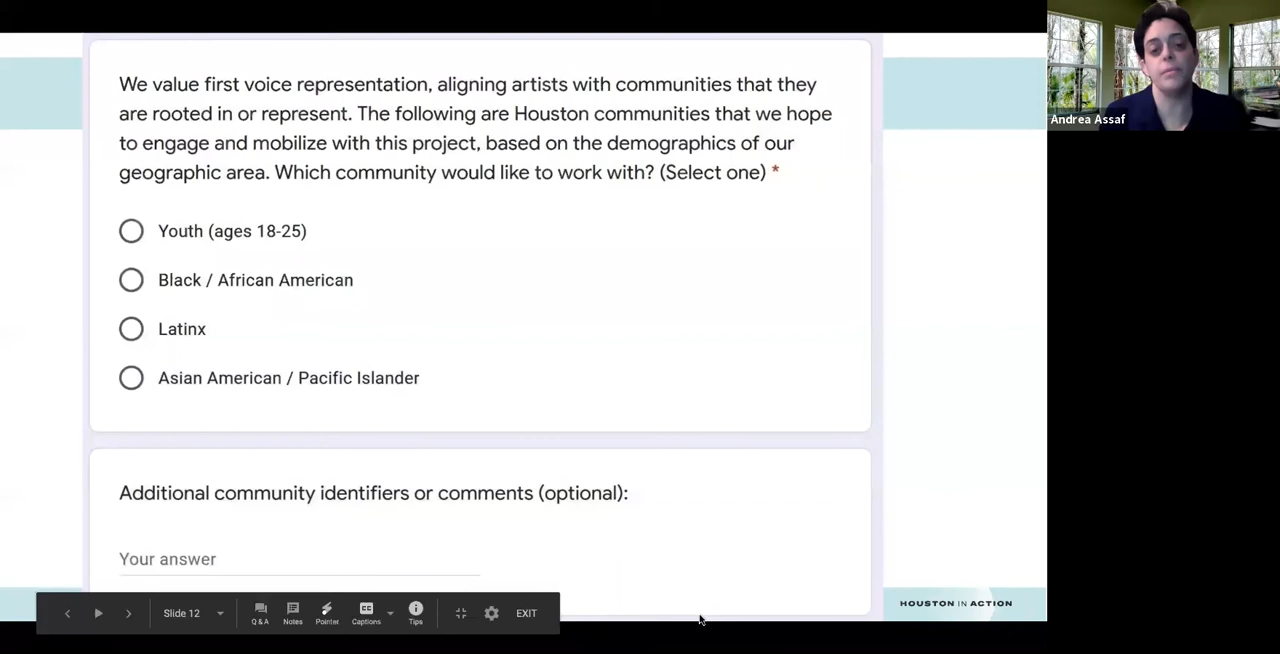 We value first voice representation, aligning artists with communities that they
are rooted in or represent. The following are Houston communities that we hope
to engage and mobilize with this project, based on the demographics of our
geographic area. Which community would like to work with? (Select one) *
Youth (ages 18-25)
Black / African American
Latinx
Asian American / Pacific Islander
Additional community identifiers or comments (optional):
Your answer
Slide 12
Q & A
Notes
Pointer
CC
Captions
Tips
EXIT
HOUSTON IN ACTION
Andrea Assaf